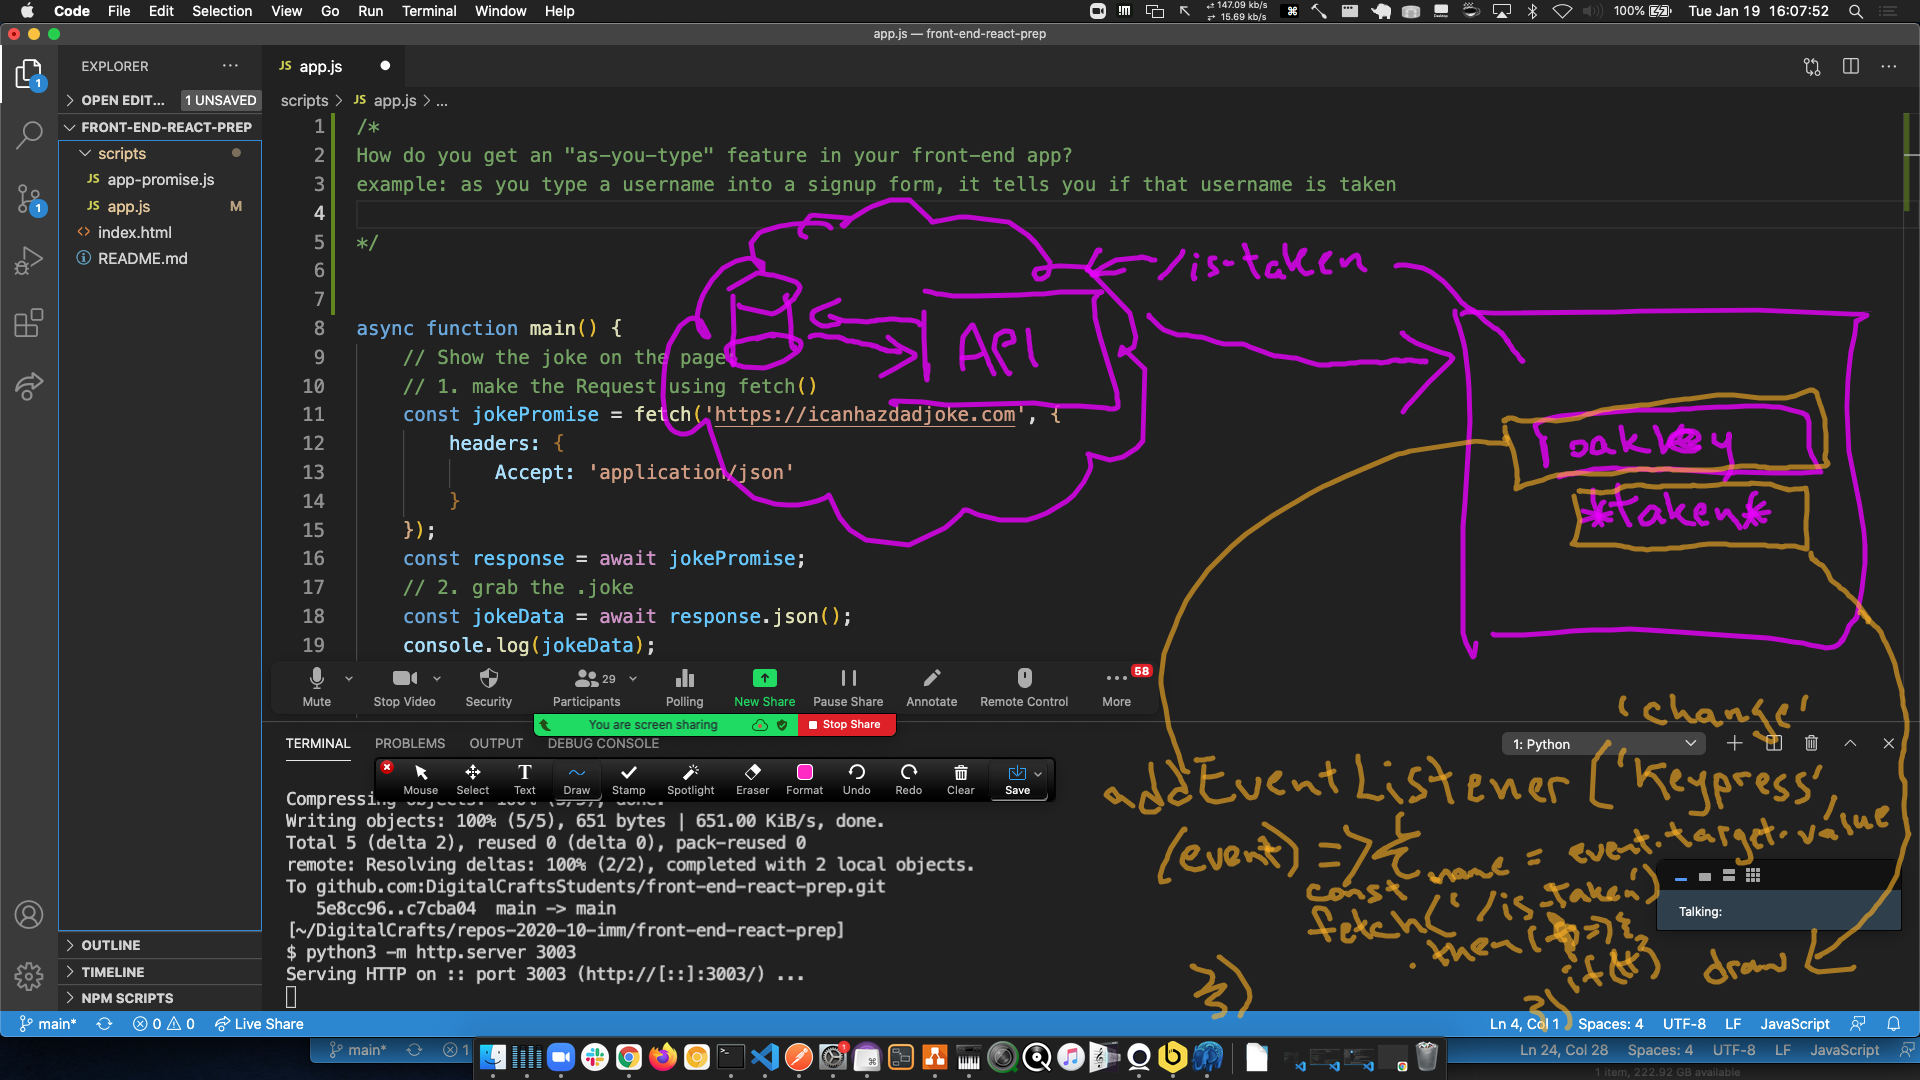 Code File Edit Selection View Go Run Terminal Window Help
147.09 kb/s
15.69 kb/s
100% Tue Jan 19 16:07:52
app.js — front-end-react-prep
EXPLORER
JS app.js
OPEN EDIT... 1 UNSAVED
scripts > JS app.js > ...
FRONT-END-REACT-PREP
scripts
JS app-promise.js
JS app.js M
index.html
README.md
1 /*
2 How do you get an "as-you-type" feature in your front-end app?
3 example: as you type a username into a signup form, it tells you if that username is taken
4
5 */
6
7
8 async function main() {
9 // Show the joke on the page
10 // 1. make the Request using fetch()
11 const jokePromise = fetch('https://icanhazdadjoke.com', {
12 headers: {
13 Accept: 'application/json'
14 }
15 });
16 const response = await jokePromise;
17 // 2. grab the .joke
18 const jokeData = await response.json();
19 console.log(jokeData);
/is-taken
API
oakley
*taken*
Mute Stop Video Security Participants 29 Polling New Share Pause Share Annotate Remote Control More 58
You are screen sharing Stop Share
TERMINAL PROBLEMS OUTPUT DEBUG CONSOLE 1: Python
Mouse Select Text Draw Stamp Spotlight Eraser Format Undo Redo Clear Save
Compressing objects: 100% (5/5), done.
Writing objects: 100% (5/5), 651 bytes | 651.00 KiB/s, done.
Total 5 (delta 2), reused 0 (delta 0), pack-reused 0
remote: Resolving deltas: 100% (2/2), completed with 2 local objects.
To github.com:DigitalCraftsStudents/front-end-react-prep.git
5e8cc96..c7cba04 main -> main
[~/DigitalCrafts/repos-2020-10-imm/front-end-react-prep]
$ python3 -m http.server 3003
Serving HTTP on :: port 3003 (http://[::]:3003/) ...
'change'
addEventListener('Keypress',
(event) => {
const name = event.target.value
fetch('/is-taken')
.then(
if(
draw
})
Talking:
OUTLINE
TIMELINE
NPM SCRIPTS
main* 0 0 Live Share Ln 4, Col 1 Spaces: 4 UTF-8 LF JavaScript
main* 1 Ln 24, Col 28 Spaces: 4 UTF-8 LF JavaScript
1 item, 222.92 GB available